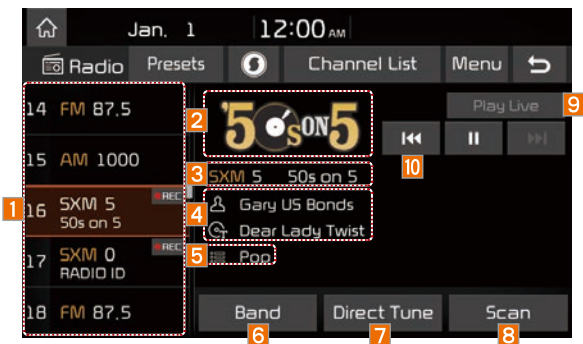 Jan. 1 12:00 AM
Radio Presets Channel List Menu
14 FM 87.5
15 AM 1000
16 SXM 5 REC
50s on 5
17 SXM 0 REC
RADIO ID
18 FM 87.5
1
2
'50s ON 5
3
SXM 5 50s on 5
4
Gary US Bonds
Dear Lady Twist
5
Pop
Play Live 9
10
Band Direct Tune Scan
6 7 8